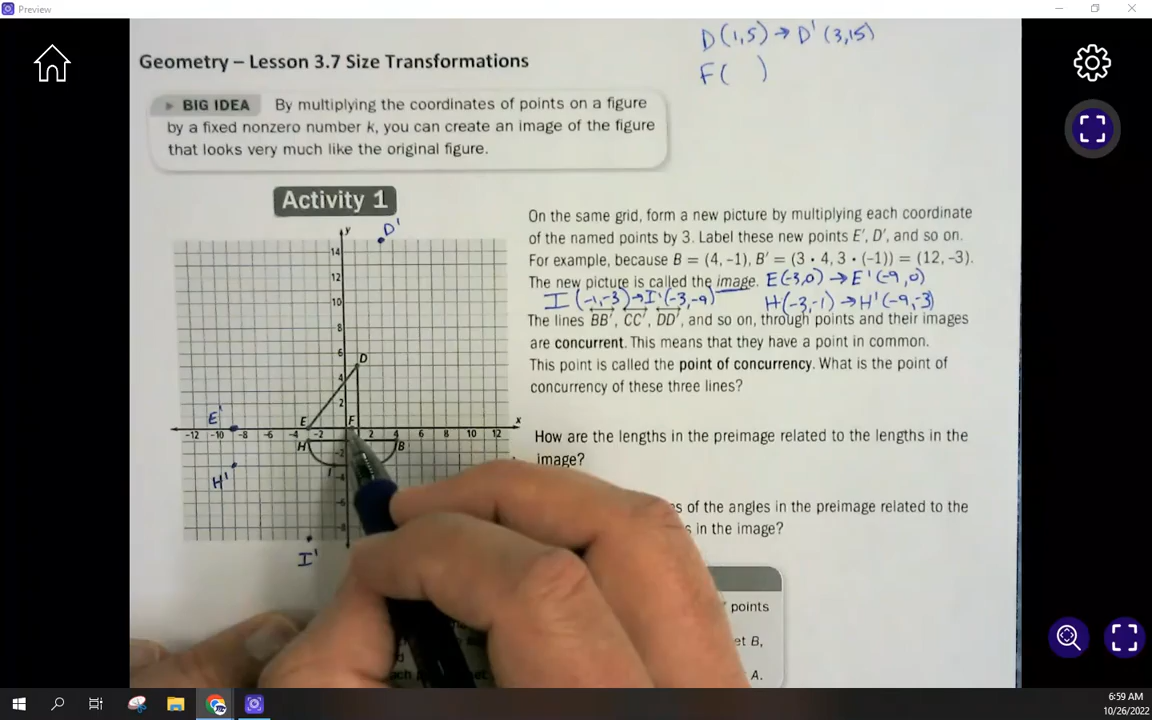 Preview
D(1,5) → D'(3,15)
F( )
Geometry – Lesson 3.7 Size Transformations
▶ BIG IDEA By multiplying the coordinates of points on a figure
by a fixed nonzero number k, you can create an image of the figure
that looks very much like the original figure.
Activity 1
On the same grid, form a new picture by multiplying each coordinate
of the named points by 3. Label these new points E′, D′, and so on.
For example, because B = (4, –1), B′ = (3 • 4, 3 • (–1)) = (12, –3).
The new picture is called the image. E(-3,0) → E'(-9,0)
I(-1,-3) → I'(-3,-9) H(-3,-1) → H'(-9,-3)
The lines BB′, CC′, DD′, and so on, through points and their images
are concurrent. This means that they have a point in common.
This point is called the point of concurrency. What is the point of
concurrency of these three lines?
How are the lengths in the preimage related to the lengths in the
image?
s of the angles in the preimage related to the
s in the image?
points
et B,
A.
y
D'
14
12
10
8
6
D
4
2
E' E F x
-12 -10 -8 -6 -4 -2 2 4 6 8 10 12
H B
-2
H'
-4
-8
I'
6:59 AM
10/26/2022